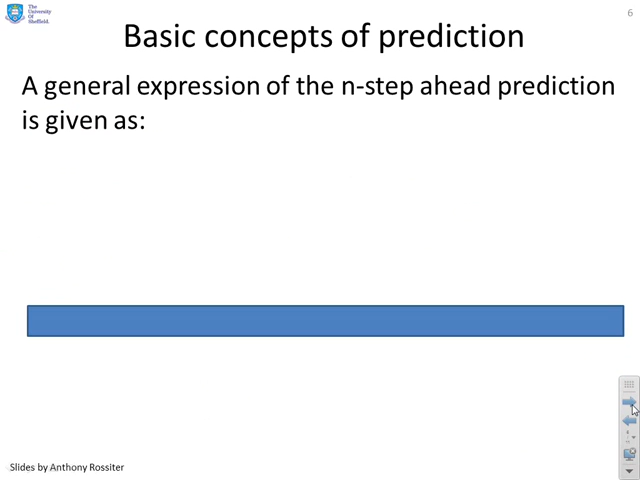 The
University
Of
Sheffield.
6
Basic concepts of prediction
A general expression of the n-step ahead prediction
is given as:
Slides by Anthony Rossiter